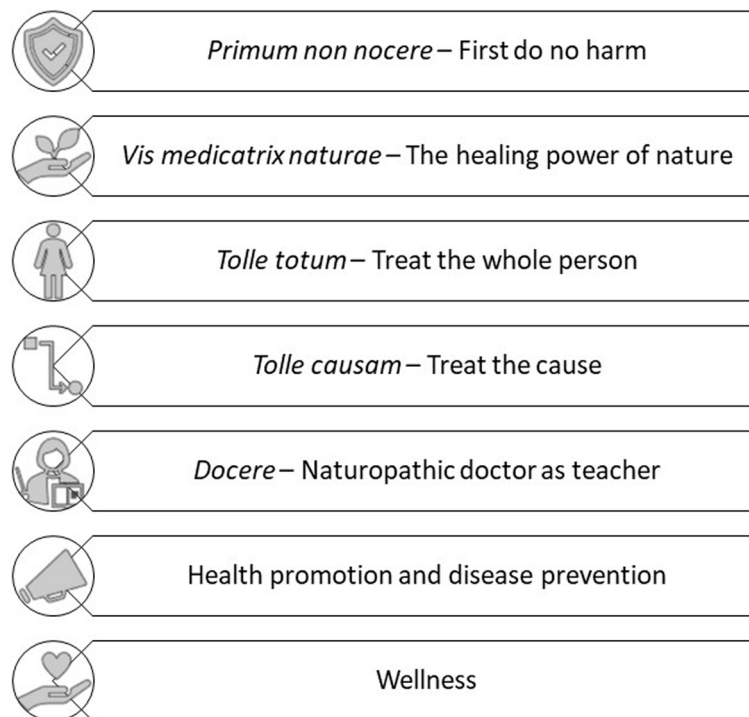 Primum non nocere – First do no harm
Vis medicatrix naturae – The healing power of nature
Tolle totum – Treat the whole person
Tolle causam – Treat the cause
Docere – Naturopathic doctor as teacher
Health promotion and disease prevention
Wellness